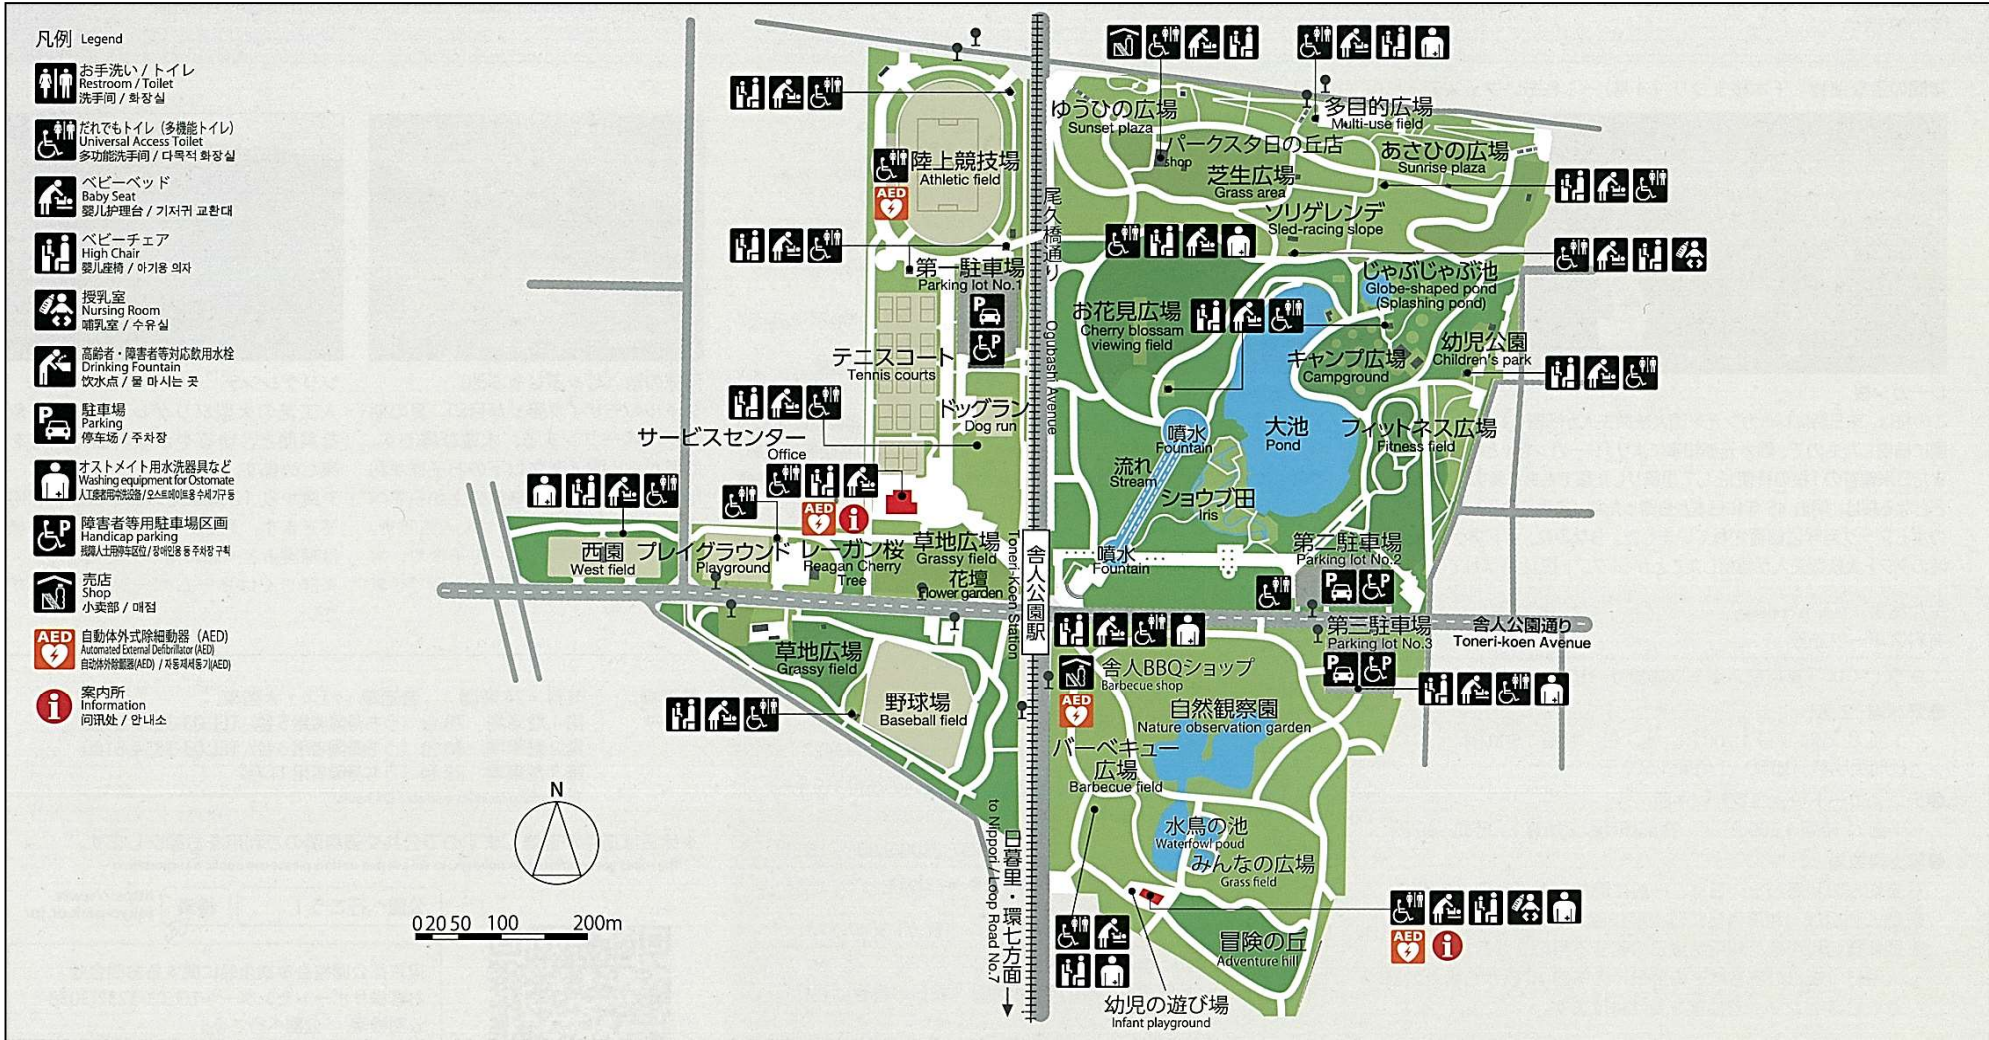 凡例 Legend
お手洗い / トイレ
Restroom / Toilet
洗手间 / 화장실
だれでもトイレ（多機能トイレ）
Universal Access Toilet
多功能洗手间 / 다목적 화장실
ベビーベッド
Baby Seat
婴儿护理台 / 기저귀 교환대
ベビーチェア
High Chair
婴儿座椅 / 아기용 의자
授乳室
Nursing Room
哺乳室 / 수유실
高齢者・障害者等対応飲用水栓
Drinking Fountain
饮水点 / 물 마시는 곳
P
駐車場
Parking
停车场 / 주차장
オストメイト用水洗器具など
Washing equipment for Ostomate
P
障害者等用駐車場区画
Handicap parking
売店
Shop
小卖部 / 매점
AED
自動体外式除細動器（AED）
Automated External Defibrillator (AED)
自动体外除颤器(AED) / 자동제세동기(AED)
i
案内所
Information
问讯处 / 안내소
N
0 20 50 100 200m
陸上競技場
Athletic field
AED
第一駐車場
Parking lot No.1
P
P
テニスコート
Tennis courts
ドッグラン
Dog run
サービスセンター
Office
AED
i
西園
West field
プレイグラウンド
Playground
レーガン桜
Reagan Cherry
Tree
草地広場
Grassy field
花壇
flower garden
草地広場
Grassy field
野球場
Baseball field
尾久橋通り
Ogubashi Avenue
舎人公園駅
Toneri-Koen Station
日暮里・環七方面
to Nippori / Loop Road No.7
ゆうひの広場
Sunset plaza
パークスタ日の丘店
shop
多目的広場
Multi-use field
あさひの広場
Sunrise plaza
芝生広場
Grass area
ソリゲレンデ
Sled-racing slope
じゃぶじゃぶ池
Globe-shaped pond
(Splashing pond)
お花見広場
Cherry blossam
viewing field
キャンプ広場
Campground
幼児公園
Children's park
噴水
Fountain
大池
Pond
フィットネス広場
Fitness field
流れ
Stream
ショウブ田
Iris
噴水
Fountain
第二駐車場
Parking lot No.2
P
P
舎人公園通り
Toneri-koen Avenue
第三駐車場
Parking lot No.3
P
P
舎人BBQショップ
Barbecue shop
AED
自然観察園
Nature observation garden
バーベキュー
広場
Barbecue field
水鳥の池
Waterfowl poud
みんなの広場
Grass field
冒険の丘
Adventure hill
AED
i
幼児の遊び場
Infant playground